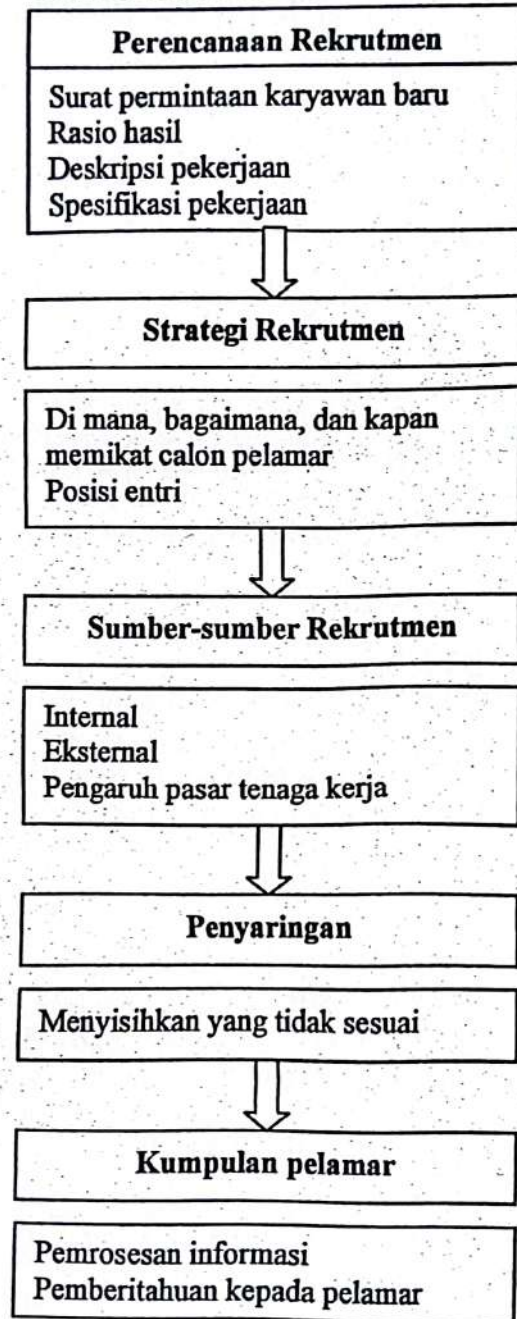 Perencanaan Rekrutmen
Surat permintaan karyawan baru
Rasio hasil
Deskripsi pekerjaan
Spesifikasi pekerjaan
Strategi Rekrutmen
Di mana, bagaimana, dan kapan
memikat calon pelamar
Posisi entri
Sumber-sumber Rekrutmen
Internal
Eksternal
Pengaruh pasar tenaga kerja
Penyaringan
Menyisihkan yang tidak sesuai
Kumpulan pelamar
Pemrosesan informasi
Pemberitahuan kepada pelamar